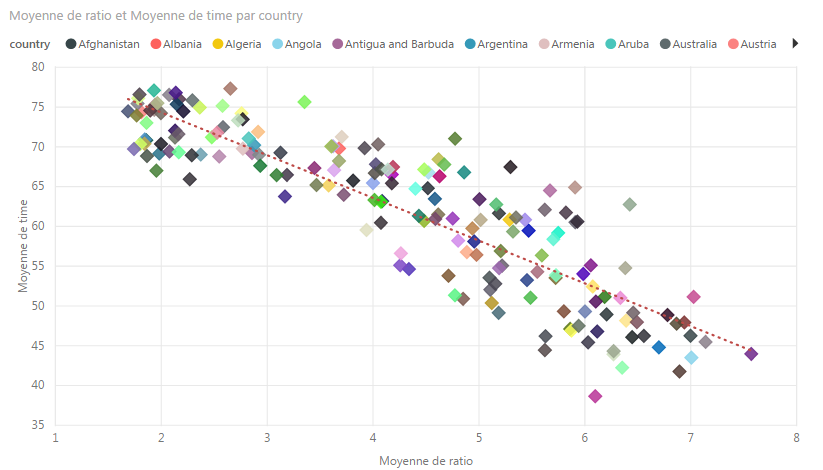 Moyenne de ratio et Moyenne de time par country
country Afghanistan Albania Algeria Angola Antigua and Barbuda Argentina Armenia Aruba Australia Austria
80
75
70
65
60
55
50
45
40
35
Moyenne de time
1 2 3 4 5 6 7 8
Moyenne de ratio